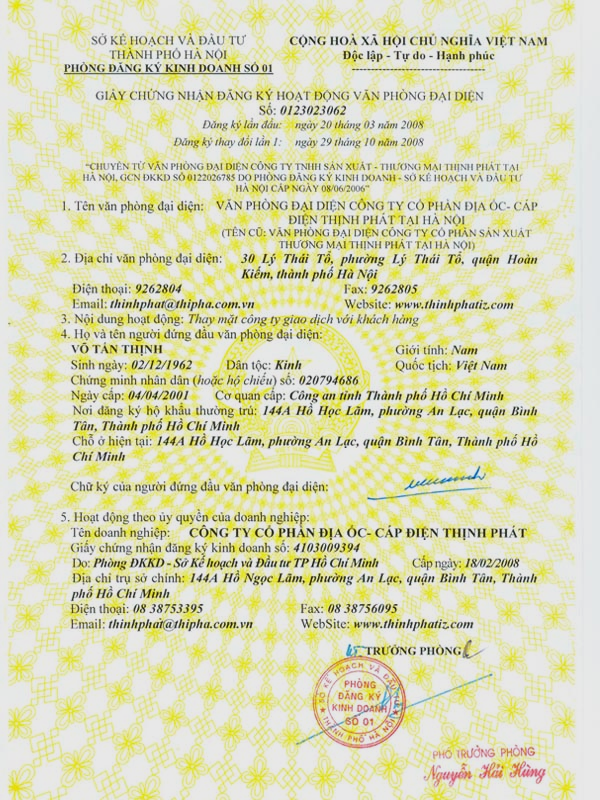 SỞ KẾ HOẠCH VÀ ĐẦU TƯ
THÀNH PHỐ HÀ NỘI
PHÒNG ĐĂNG KÝ KINH DOANH SỐ 01
CỘNG HOÀ XÃ HỘI CHỦ NGHĨA VIỆT NAM
Độc lập - Tự do - Hạnh phúc
GIẤY CHỨNG NHẬN ĐĂNG KÝ HOẠT ĐỘNG VĂN PHÒNG ĐẠI DIỆN
Số: 0123023062
Đăng ký lần đầu: ngày 20 tháng 03 năm 2008
Đăng ký thay đổi lần 1: ngày 29 tháng 10 năm 2008
“CHUYỂN TỪ VĂN PHÒNG ĐẠI DIỆN CÔNG TY TNHH SẢN XUẤT - THƯƠNG MẠI THỊNH PHÁT TẠI
HÀ NỘI, GCN ĐKKD SỐ 0122026785 DO PHÒNG ĐĂNG KÝ KINH DOANH - SỞ KẾ HOẠCH VÀ ĐẦU TƯ
HÀ NỘI CẤP NGÀY 08/06/2006”
1. Tên văn phòng đại diện: VĂN PHÒNG ĐẠI DIỆN CÔNG TY CỔ PHẦN ĐỊA ỐC- CÁP
ĐIỆN THỊNH PHÁT TẠI HÀ NỘI
(TÊN CŨ: VĂN PHÒNG ĐẠI DIỆN CÔNG TY CỔ PHẦN SẢN XUẤT
THƯƠNG MẠI THỊNH PHÁT TẠI HÀ NỘI)
2. Địa chỉ văn phòng đại diện: 30 Lý Thái Tổ, phường Lý Thái Tổ, quận Hoàn
Kiếm, thành phố Hà Nội
Điện thoại: 9262804 Fax: 9262805
Email: thinhphat@thipha.com.vn Website: www.thinhphatiz.com
3. Nội dung hoạt động: Thay mặt công ty giao dịch với khách hàng
4. Họ và tên người đứng đầu văn phòng đại diện:
VÕ TẤN THỊNH Giới tính: Nam
Sinh ngày: 02/12/1962 Dân tộc: Kinh Quốc tịch: Việt Nam
Chứng minh nhân dân (hoặc hộ chiếu) số: 020794686
Ngày cấp: 04/04/2001 Cơ quan cấp: Công an tỉnh Thành phố Hồ Chí Minh
Nơi đăng ký hộ khẩu thường trú: 144A Hồ Học Lãm, phường An Lạc, quận Bình
Tân, Thành phố Hồ Chí Minh
Chỗ ở hiện tại: 144A Hồ Học Lãm, phường An Lạc, quận Bình Tân, Thành phố Hồ
Chí Minh
Chữ ký của người đứng đầu văn phòng đại diện:
5. Hoạt động theo ủy quyền của doanh nghiệp:
Tên doanh nghiệp: CÔNG TY CỔ PHẦN ĐỊA ỐC- CÁP ĐIỆN THỊNH PHÁT
Giấy chứng nhận đăng ký kinh doanh số: 4103009394
Do: Phòng ĐKKD - Sở Kế hoạch và Đầu tư TP Hồ Chí Minh Cấp ngày: 18/02/2008
Địa chỉ trụ sở chính: 144A Hồ Ngọc Lãm, phường An Lạc, quận Bình Tân, Thành
phố Hồ Chí Minh
Điện thoại: 08 38753395 Fax: 08 38756095
Email: thinhphat@thipha.com.vn WebSite: www.thinhphatiz.com
TRƯỞNG PHÒNG
SỞ KẾ HOẠCH VÀ ĐẦU TƯ
PHÒNG
ĐĂNG KÝ
KINH DOANH
SỐ 01
THÀNH PHỐ HÀ NỘI
PHÓ TRƯỞNG PHÒNG
Nguyễn Hải Hùng